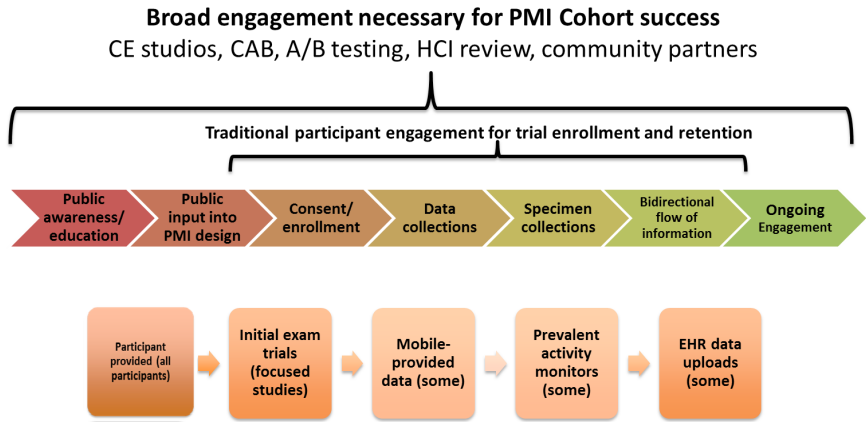 Broad engagement necessary for PMI Cohort success
CE studios, CAB, A/B testing, HCI review, community partners
Traditional participant engagement for trial enrollment and retention
Public
awareness/
education
Public
input into
PMI design
Consent/
enrollment
Data
collections
Specimen
collections
Bidirectional
flow of
information
Ongoing
Engagement
Participant
provided (all
participants)
Initial exam
trials
(focused
studies)
Mobile-
provided
data (some)
Prevalent
activity
monitors
(some)
EHR data
uploads
(some)